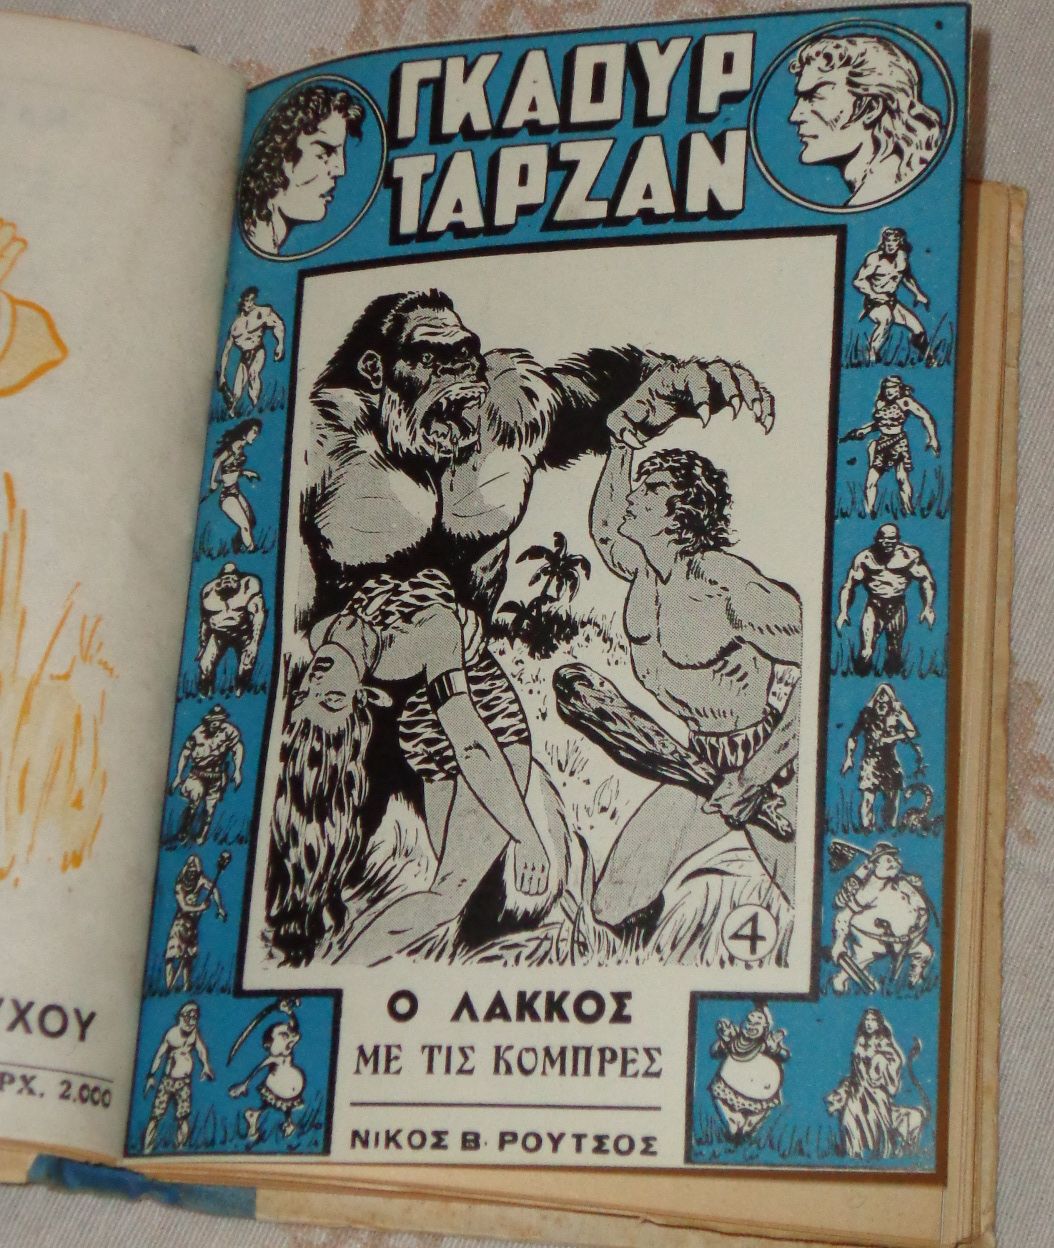 ΓΚΑΟΥΡ
ΤΑΡΖΑΝ
4
Ο ΛΑΚΚΟΣ
ΜΕ ΤΙΣ ΚΟΜΠΡΕΣ
ΝΙΚΟΣ Β. ΡΟΥΤΣΟΣ
ΥΧΟΥ
ΡΧ. 2.000